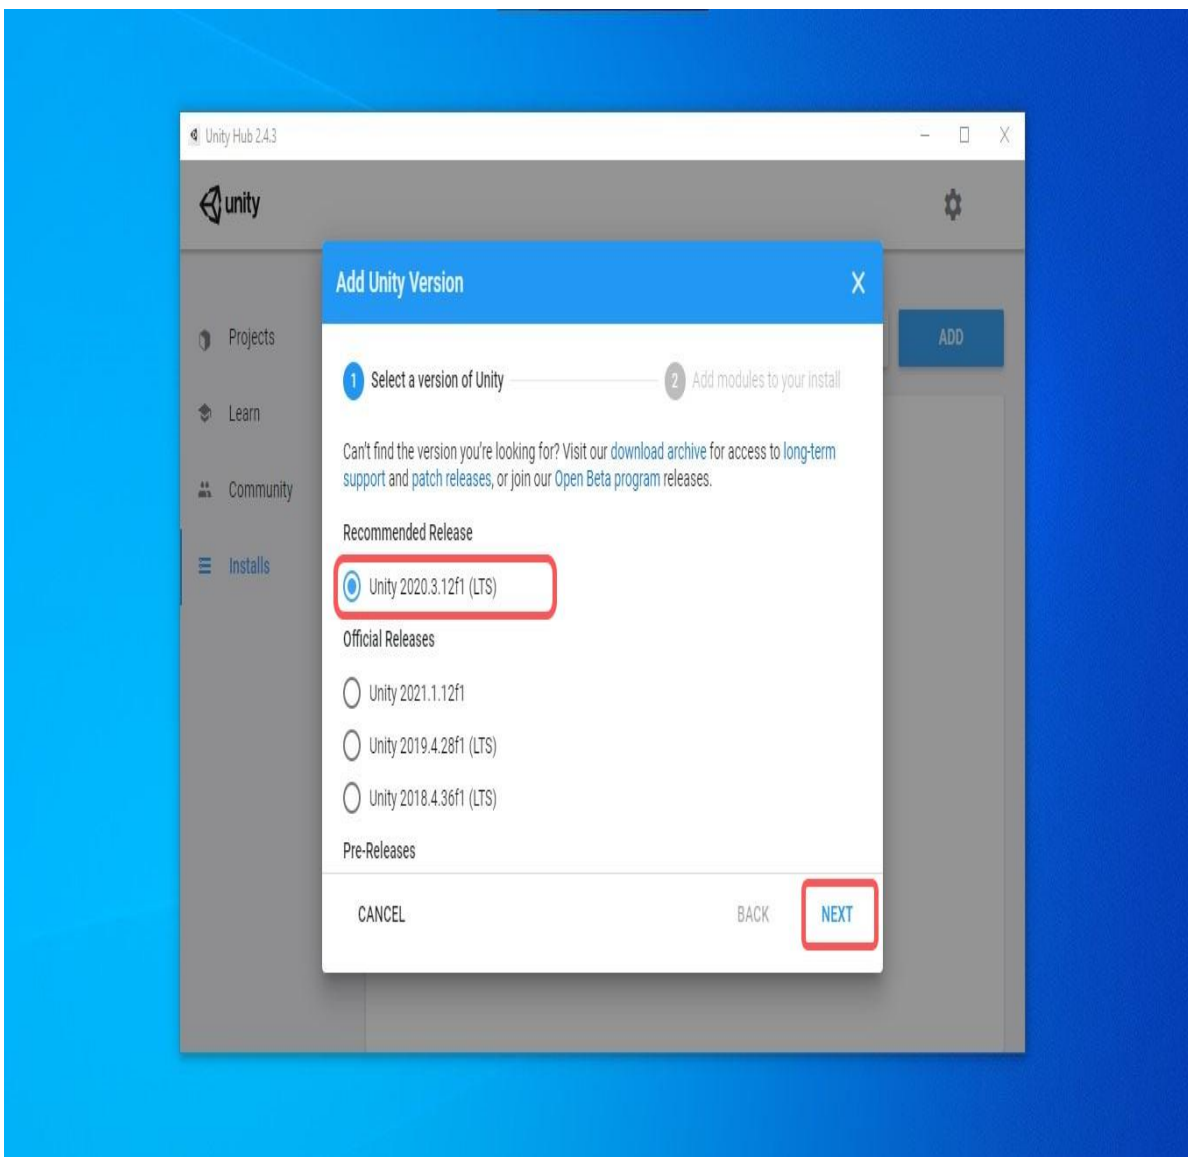 Unity Hub 2.4.3
unity
Add Unity Version
Projects
ADD
1 Select a version of Unity
2 Add modules to your install
Learn
Can't find the version you're looking for? Visit our download archive for access to long-term
support and patch releases, or join our Open Beta program releases.
Community
Recommended Release
Installs
Unity 2020.3.12f1 (LTS)
Official Releases
Unity 2021.1.12f1
Unity 2019.4.28f1 (LTS)
Unity 2018.4.36f1 (LTS)
Pre-Releases
CANCEL
BACK
NEXT